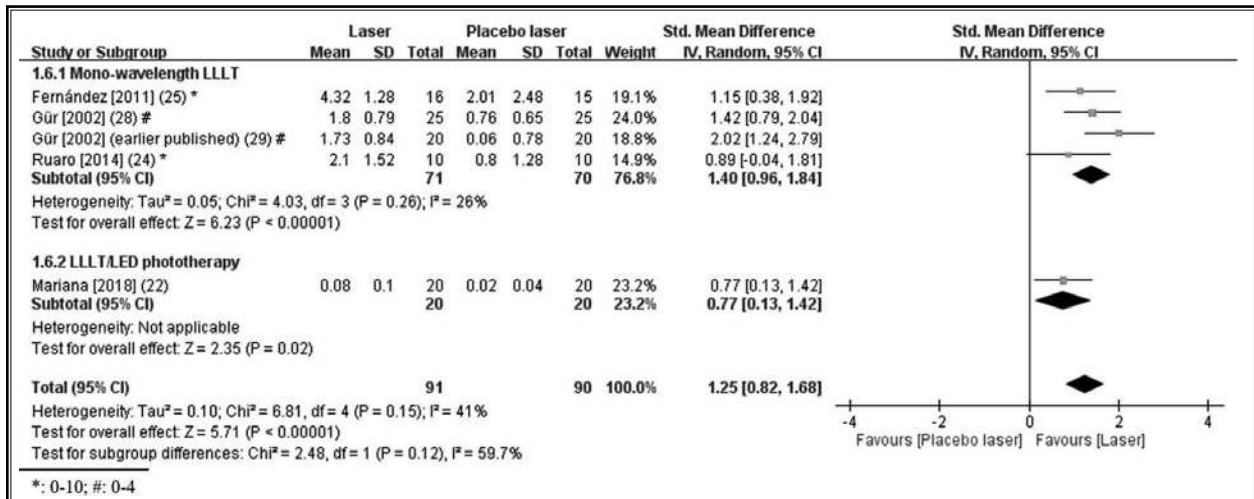 Laser Placebo laser Std. Mean Difference Std. Mean Difference
Study or Subgroup Mean SD Total Mean SD Total Weight IV, Random, 95% CI IV, Random, 95% CI
1.6.1 Mono-wavelength LLLT
Fernández [2011] (25) * 4.32 1.28 16 2.01 2.48 15 19.1% 1.15 [0.38, 1.92]
Gür [2002] (28) # 1.8 0.79 25 0.76 0.65 25 24.0% 1.42 [0.79, 2.04]
Gür [2002] (earlier published) (29) # 1.73 0.84 20 0.06 0.78 20 18.8% 2.02 [1.24, 2.79]
Ruaro [2014] (24) * 2.1 1.52 10 0.8 1.28 10 14.9% 0.89 [-0.04, 1.81]
Subtotal (95% CI) 71 70 76.8% 1.40 [0.96, 1.84]
Heterogeneity: Tau² = 0.05; Chi² = 4.03, df = 3 (P = 0.26); I² = 26%
Test for overall effect: Z = 6.23 (P < 0.00001)
1.6.2 LLLT/LED phototherapy
Mariana [2018] (22) 0.08 0.1 20 0.02 0.04 20 23.2% 0.77 [0.13, 1.42]
Subtotal (95% CI) 20 20 23.2% 0.77 [0.13, 1.42]
Heterogeneity: Not applicable
Test for overall effect: Z = 2.35 (P = 0.02)
Total (95% CI) 91 90 100.0% 1.25 [0.82, 1.68]
Heterogeneity: Tau² = 0.10; Chi² = 6.81, df = 4 (P = 0.15); I² = 41%
Test for overall effect: Z = 5.71 (P < 0.00001)
Test for subgroup differences: Chi² = 2.48, df = 1 (P = 0.12), I² = 59.7%
-4 -2 0 2 4
Favours [Placebo laser] Favours [Laser]
*: 0-10; #: 0-4